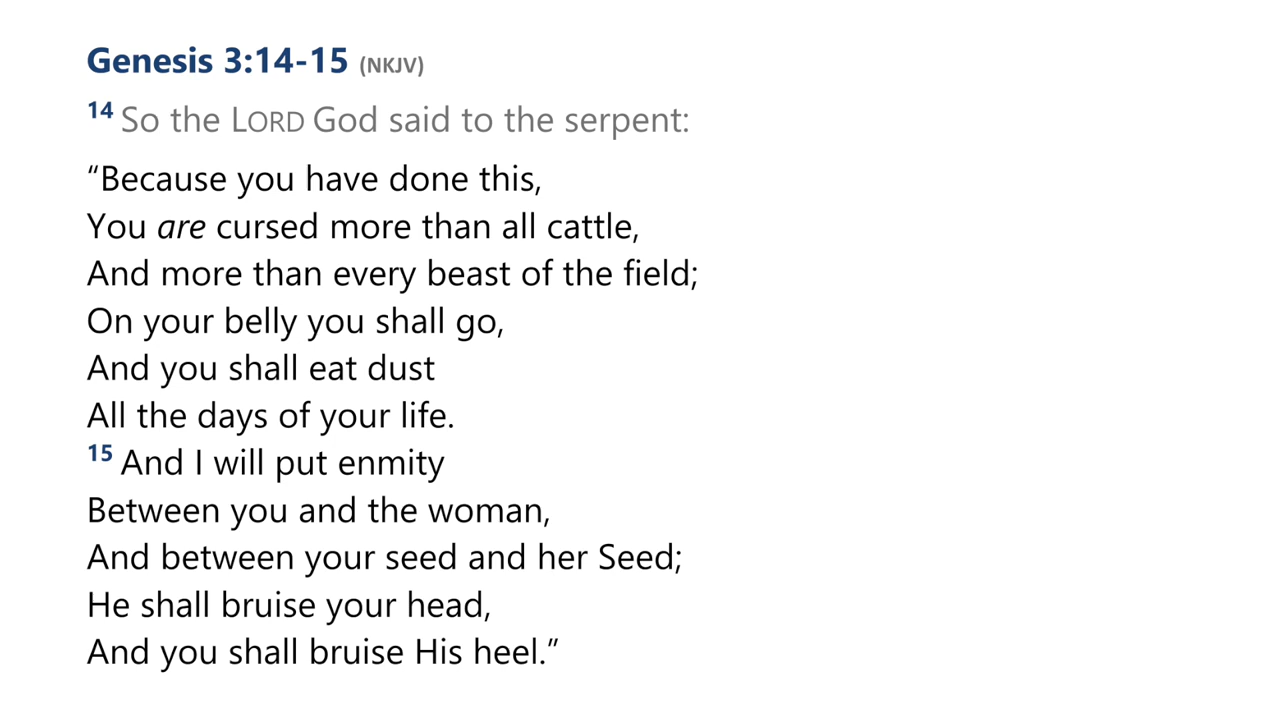 Genesis 3:14-15 (NKJV)
14 So the LORD God said to the serpent:
“Because you have done this,
You are cursed more than all cattle,
And more than every beast of the field;
On your belly you shall go,
And you shall eat dust
All the days of your life.
15 And I will put enmity
Between you and the woman,
And between your seed and her Seed;
He shall bruise your head,
And you shall bruise His heel.”